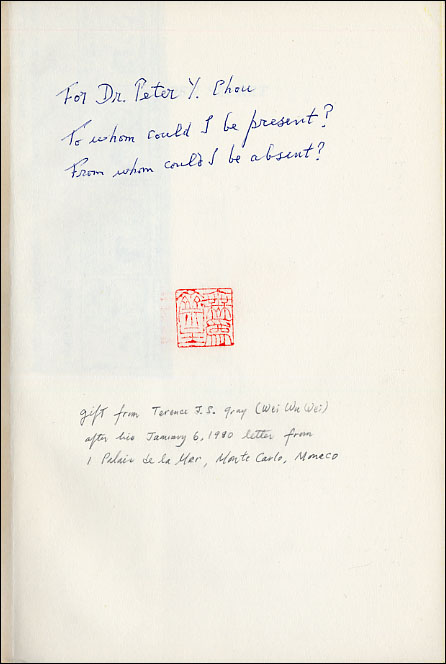 For Dr. Peter Y. Chou
To whom could I be present?
From whom could I be absent?
gift from Terence J.S. Gray (Wei Wu Wei)
after his January 6, 1980 letter from
1 Palais de la Mer, Monte Carlo, Monaco